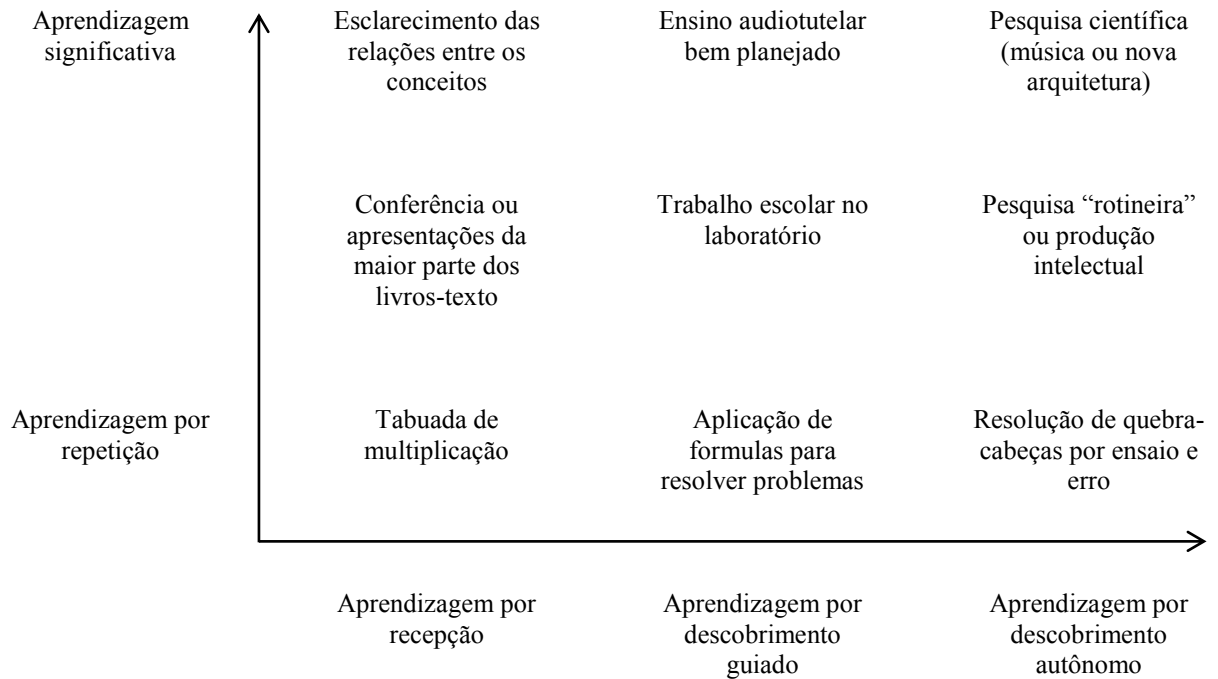 Aprendizagem
significativa
Esclarecimento das
relações entre os
conceitos
Ensino audiotutelar
bem planejado
Pesquisa científica
(música ou nova
arquitetura)
Conferência ou
apresentações da
maior parte dos
livros-texto
Trabalho escolar no
laboratório
Pesquisa “rotineira”
ou produção
intelectual
Aprendizagem por
repetição
Tabuada de
multiplicação
Aplicação de
formulas para
resolver problemas
Resolução de quebra-
cabeças por ensaio e
erro
Aprendizagem por
recepção
Aprendizagem por
descobrimento
guiado
Aprendizagem por
descobrimento
autônomo